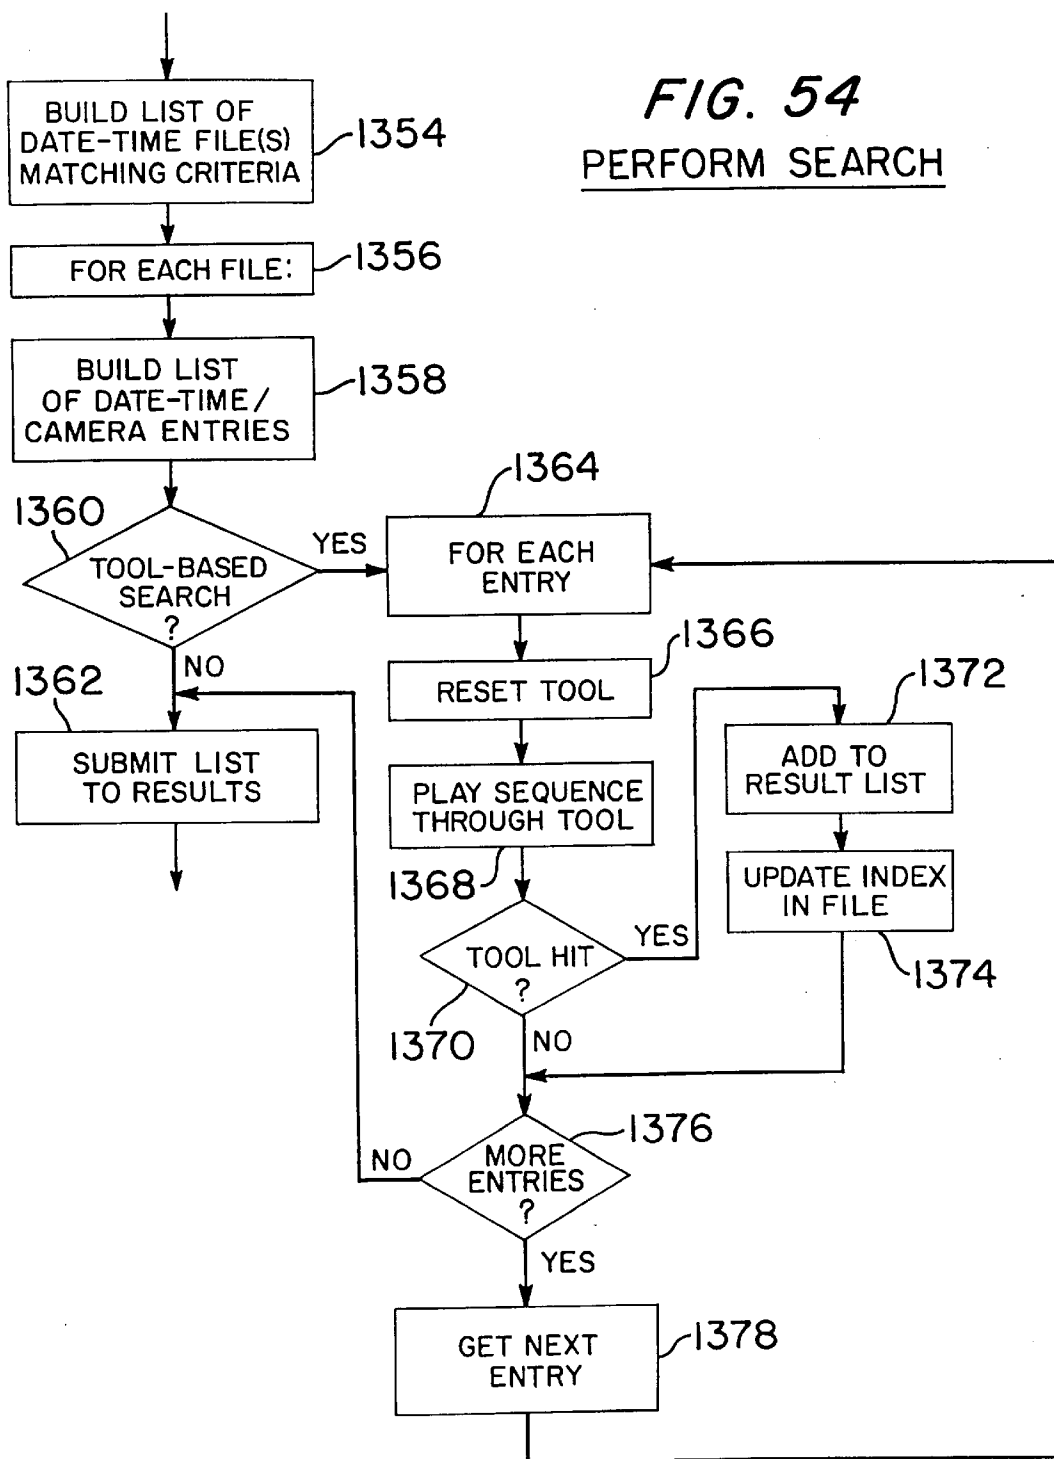 FIG. 54
PERFORM SEARCH
BUILD LIST OF
DATE-TIME FILE(S)
MATCHING CRITERIA
1354
FOR EACH FILE:
1356
BUILD LIST
OF DATE-TIME/
CAMERA ENTRIES
1358
1360
TOOL-BASED
SEARCH
?
YES
NO
1362
SUBMIT LIST
TO RESULTS
1364
FOR EACH
ENTRY
1366
RESET TOOL
PLAY SEQUENCE
THROUGH TOOL
1368
TOOL HIT
?
1370
YES
NO
1372
ADD TO
RESULT LIST
UPDATE INDEX
IN FILE
1374
1376
MORE
ENTRIES
?
NO
YES
GET NEXT
ENTRY
1378